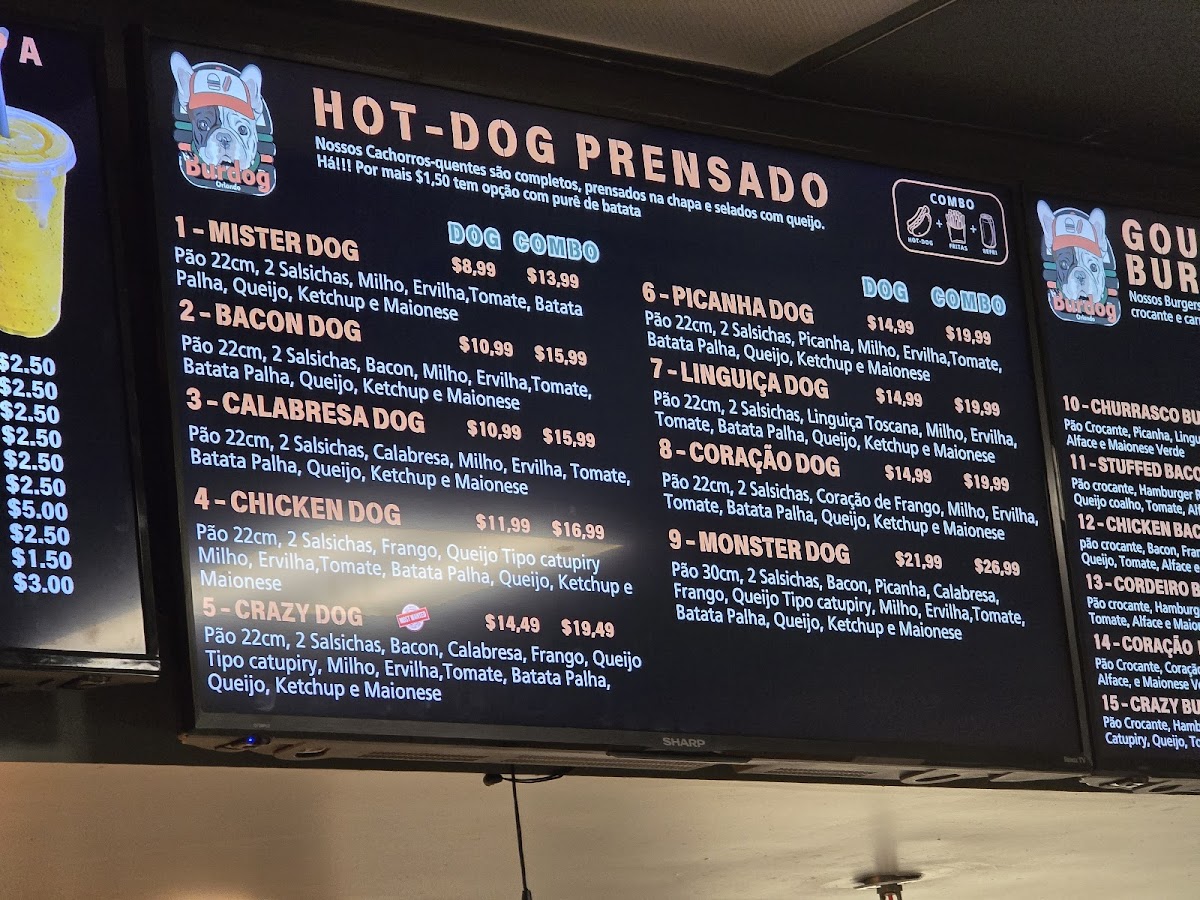 A
$2.50
$2.50
$2.50
$2.50
$2.50
$2.50
$5.00
$2.50
$1.50
$3.00
Burdog
Orlando
HOT-DOG PRENSADO
Nossos Cachorros-quentes são completos, prensados na chapa e selados com queijo.
Há!!! Por mais $1,50 tem opção com purê de batata
COMBO
HOT-DOG + FRITAS + REFRI
DOG COMBO
1 - MISTER DOG $8,99 $13,99
Pão 22cm, 2 Salsichas, Milho, Ervilha,Tomate, Batata
Palha, Queijo, Ketchup e Maionese
2 - BACON DOG $10,99 $15,99
Pão 22cm, 2 Salsichas, Bacon, Milho, Ervilha,Tomate,
Batata Palha, Queijo, Ketchup e Maionese
3 - CALABRESA DOG $10,99 $15,99
Pão 22cm, 2 Salsichas, Calabresa, Milho, Ervilha, Tomate,
Batata Palha, Queijo, Ketchup e Maionese
4 - CHICKEN DOG $11,99 $16,99
Pão 22cm, 2 Salsichas, Frango, Queijo Tipo catupiry
Milho, Ervilha,Tomate, Batata Palha, Queijo, Ketchup e
Maionese
5 - CRAZY DOG MOST WANTED $14,49 $19,49
Pão 22cm, 2 Salsichas, Bacon, Calabresa, Frango, Queijo
Tipo catupiry, Milho, Ervilha,Tomate, Batata Palha,
Queijo, Ketchup e Maionese
DOG COMBO
6 - PICANHA DOG $14,99 $19,99
Pão 22cm, 2 Salsichas, Picanha, Milho, Ervilha,Tomate,
Batata Palha, Queijo, Ketchup e Maionese
7 - LINGUIÇA DOG $14,99 $19,99
Pão 22cm, 2 Salsichas, Linguiça Toscana, Milho, Ervilha,
Tomate, Batata Palha, Queijo, Ketchup e Maionese
8 - CORAÇÃO DOG $14,99 $19,99
Pão 22cm, 2 Salsichas, Coração de Frango, Milho, Ervilha,
Tomate, Batata Palha, Queijo, Ketchup e Maionese
9 - MONSTER DOG $21,99 $26,99
Pão 30cm, 2 Salsichas, Bacon, Picanha, Calabresa,
Frango, Queijo Tipo catupiry, Milho, Ervilha,Tomate,
Batata Palha, Queijo, Ketchup e Maionese
SHARP
Roku TV
Burdog
Orlando
GOU
BUR
Nossos Burgers
crocante e
10 - CHURRASCO BU
Pão Crocante, Picanha, Lingu
Alface e Maionese Verde
11 - STUFFED BACO
Pão crocante, Hamburger
Queijo coalho, Tomate, Alf
12 - CHICKEN BACO
pão crocante, Bacon, Fran
Queijo, Tomate, Alface e
13 - CORDEIRO B
Pão crocante, Hambur
Tomate, Alface e Maio
14 - CORAÇÃO
Pão Crocante, Coraçã
Alface, e Maionese Ve
15 - CRAZY BU
Pão Crocante, Hamb
Catupiry, Queijo, To